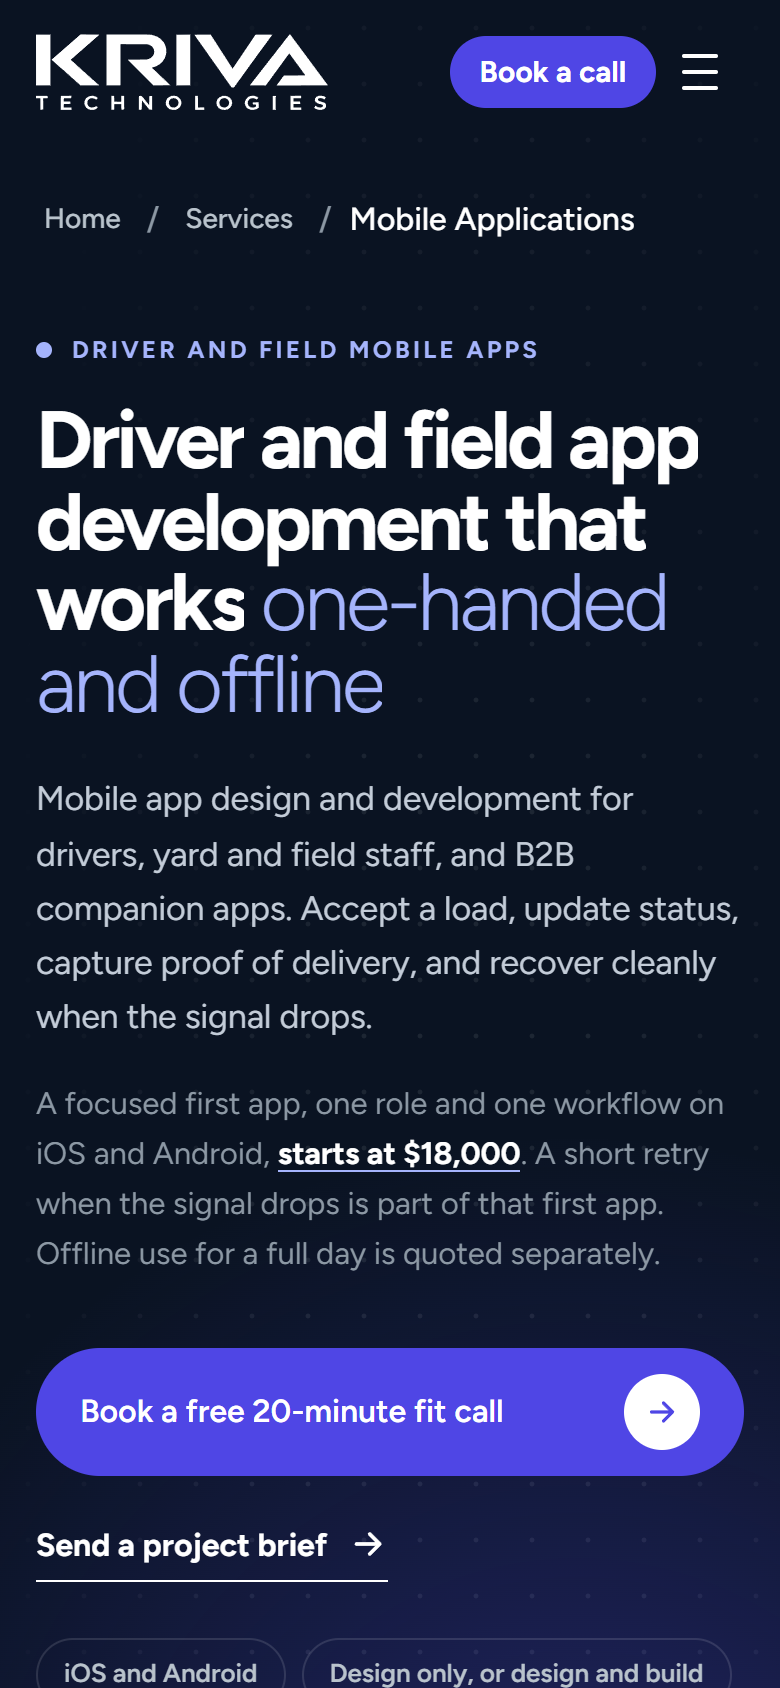 KRIVA
TECHNOLOGIES
Book a call
Home / Services / Mobile Applications
DRIVER AND FIELD MOBILE APPS
Driver and field app
development that
works one-handed
and offline
Mobile app design and development for
drivers, yard and field staff, and B2B
companion apps. Accept a load, update status,
capture proof of delivery, and recover cleanly
when the signal drops.
A focused first app, one role and one workflow on
iOS and Android, starts at $18,000. A short retry
when the signal drops is part of that first app.
Offline use for a full day is quoted separately.
Book a free 20-minute fit call
Send a project brief
iOS and Android
Design only, or design and build